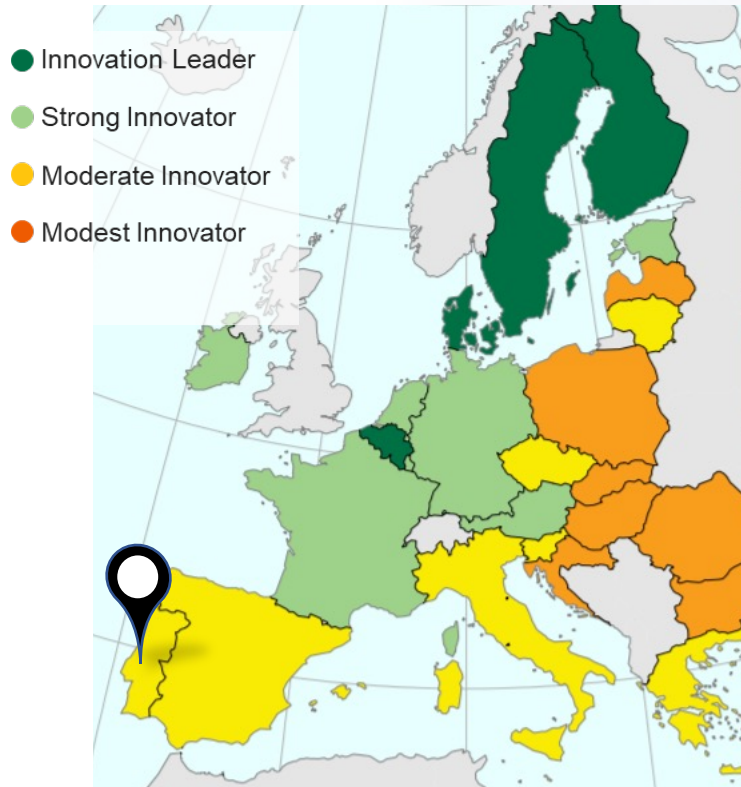 Innovation Leader
Strong Innovator
Moderate Innovator
Modest Innovator